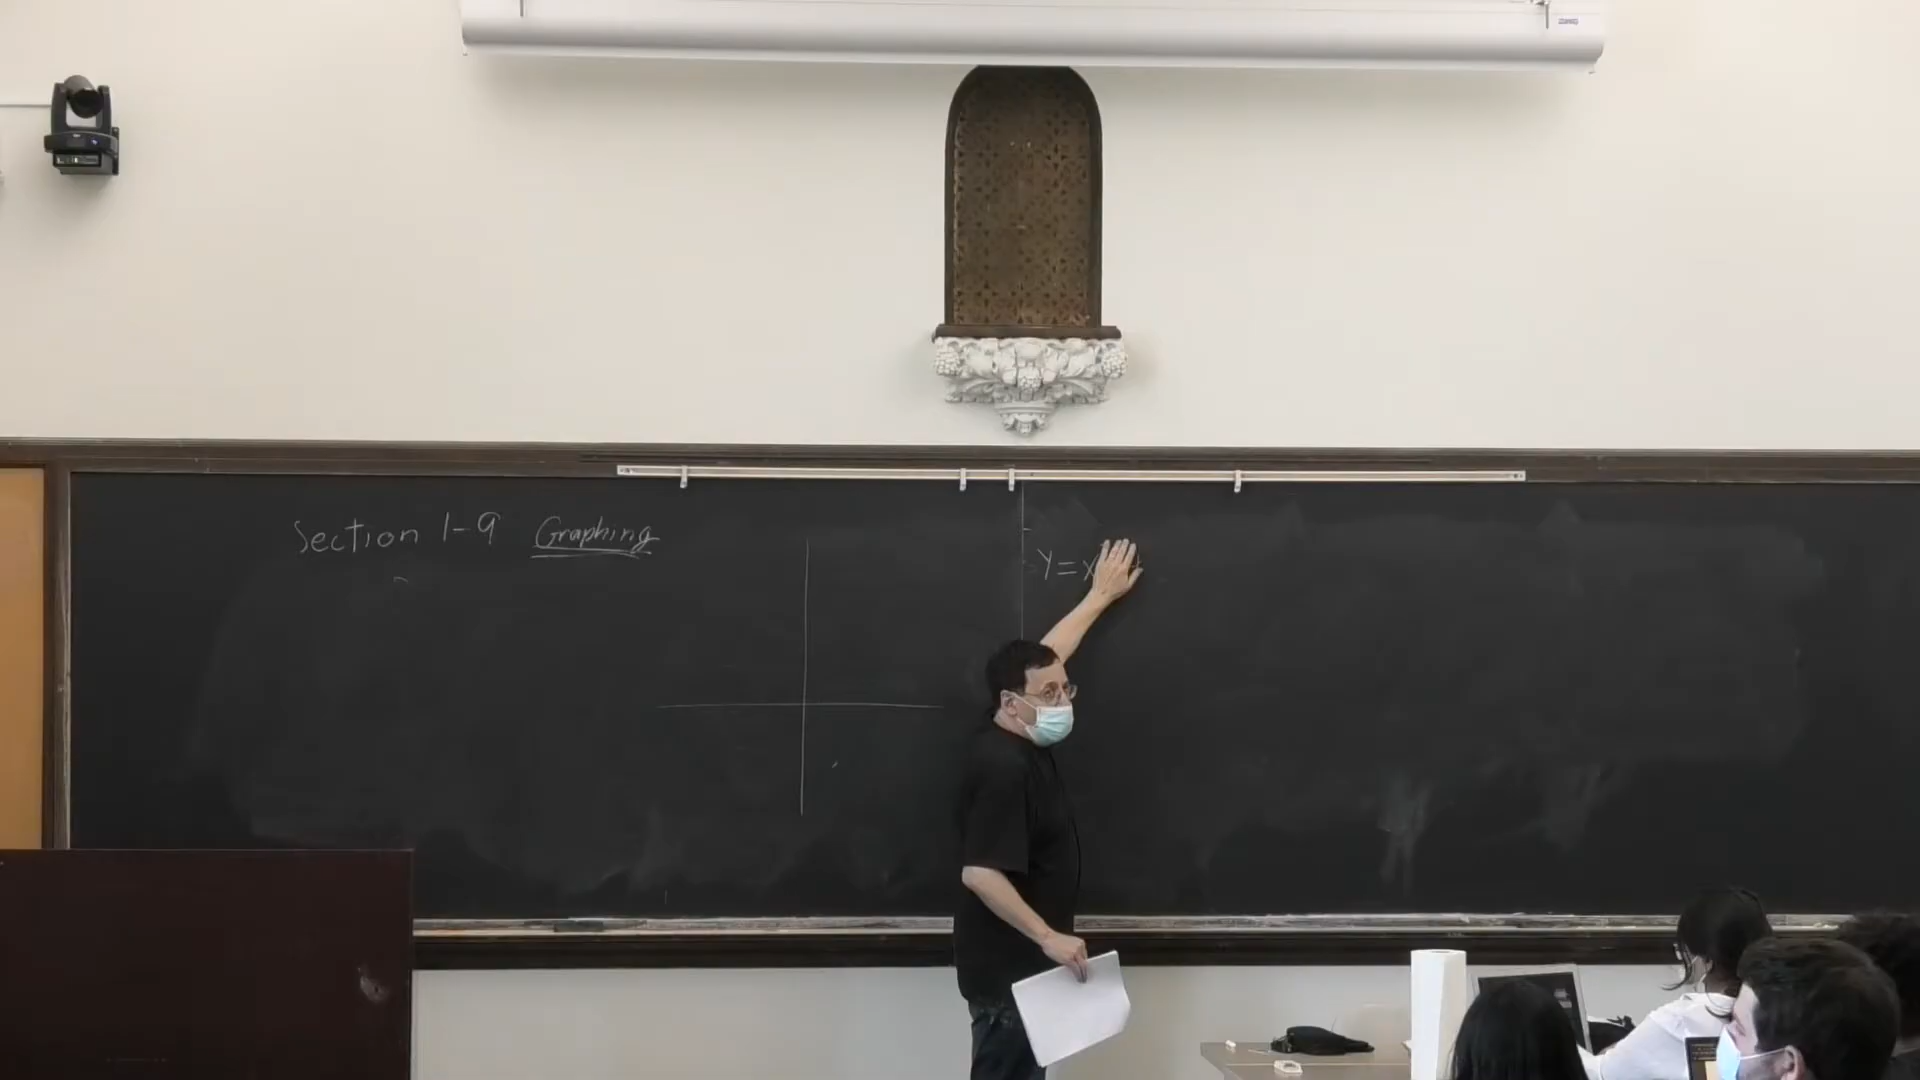 Section 1-9 Graphing
y = x